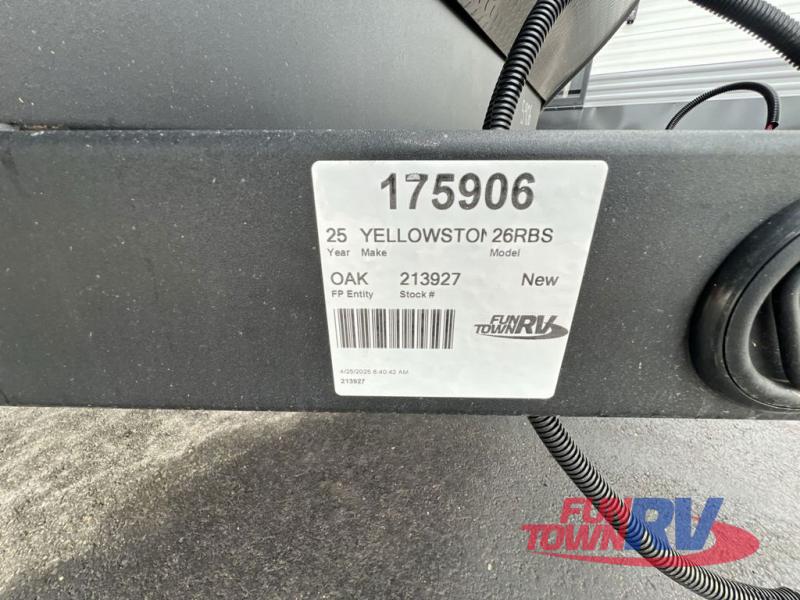 175906
25 YELLOWSTON 26RBS
Year Make Model
OAK 213927 New
FP Entity Stock #
FUN TOWN RV
4/25/2025 8:40:42 AM
213927
FUN TOWN RV